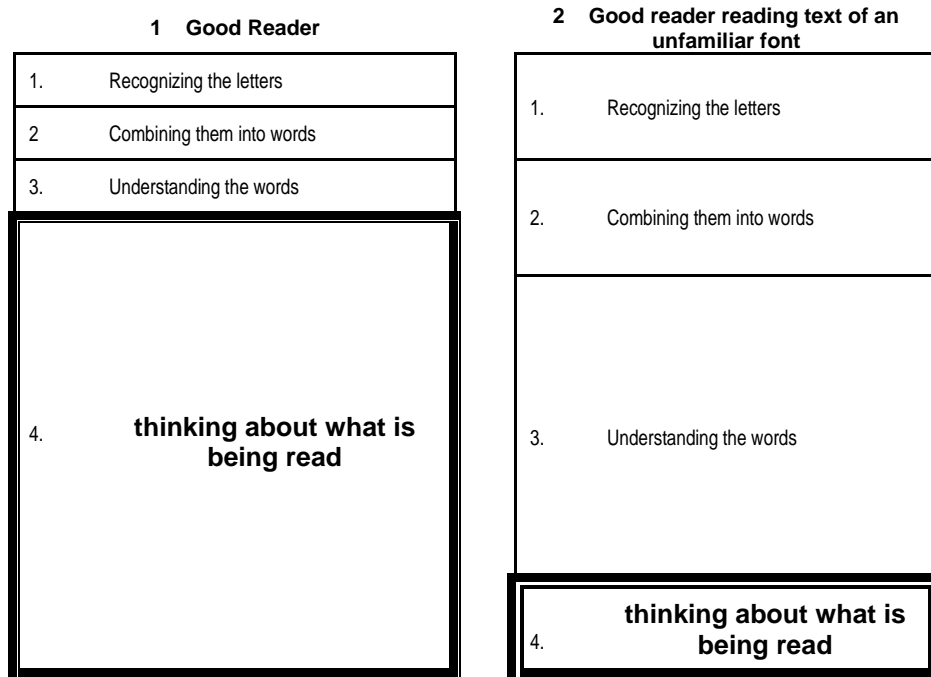 1 Good Reader
1. Recognizing the letters
2 Combining them into words
3. Understanding the words
4. thinking about what is
being read
2 Good reader reading text of an
unfamiliar font
1. Recognizing the letters
2. Combining them into words
3. Understanding the words
4. thinking about what is
being read